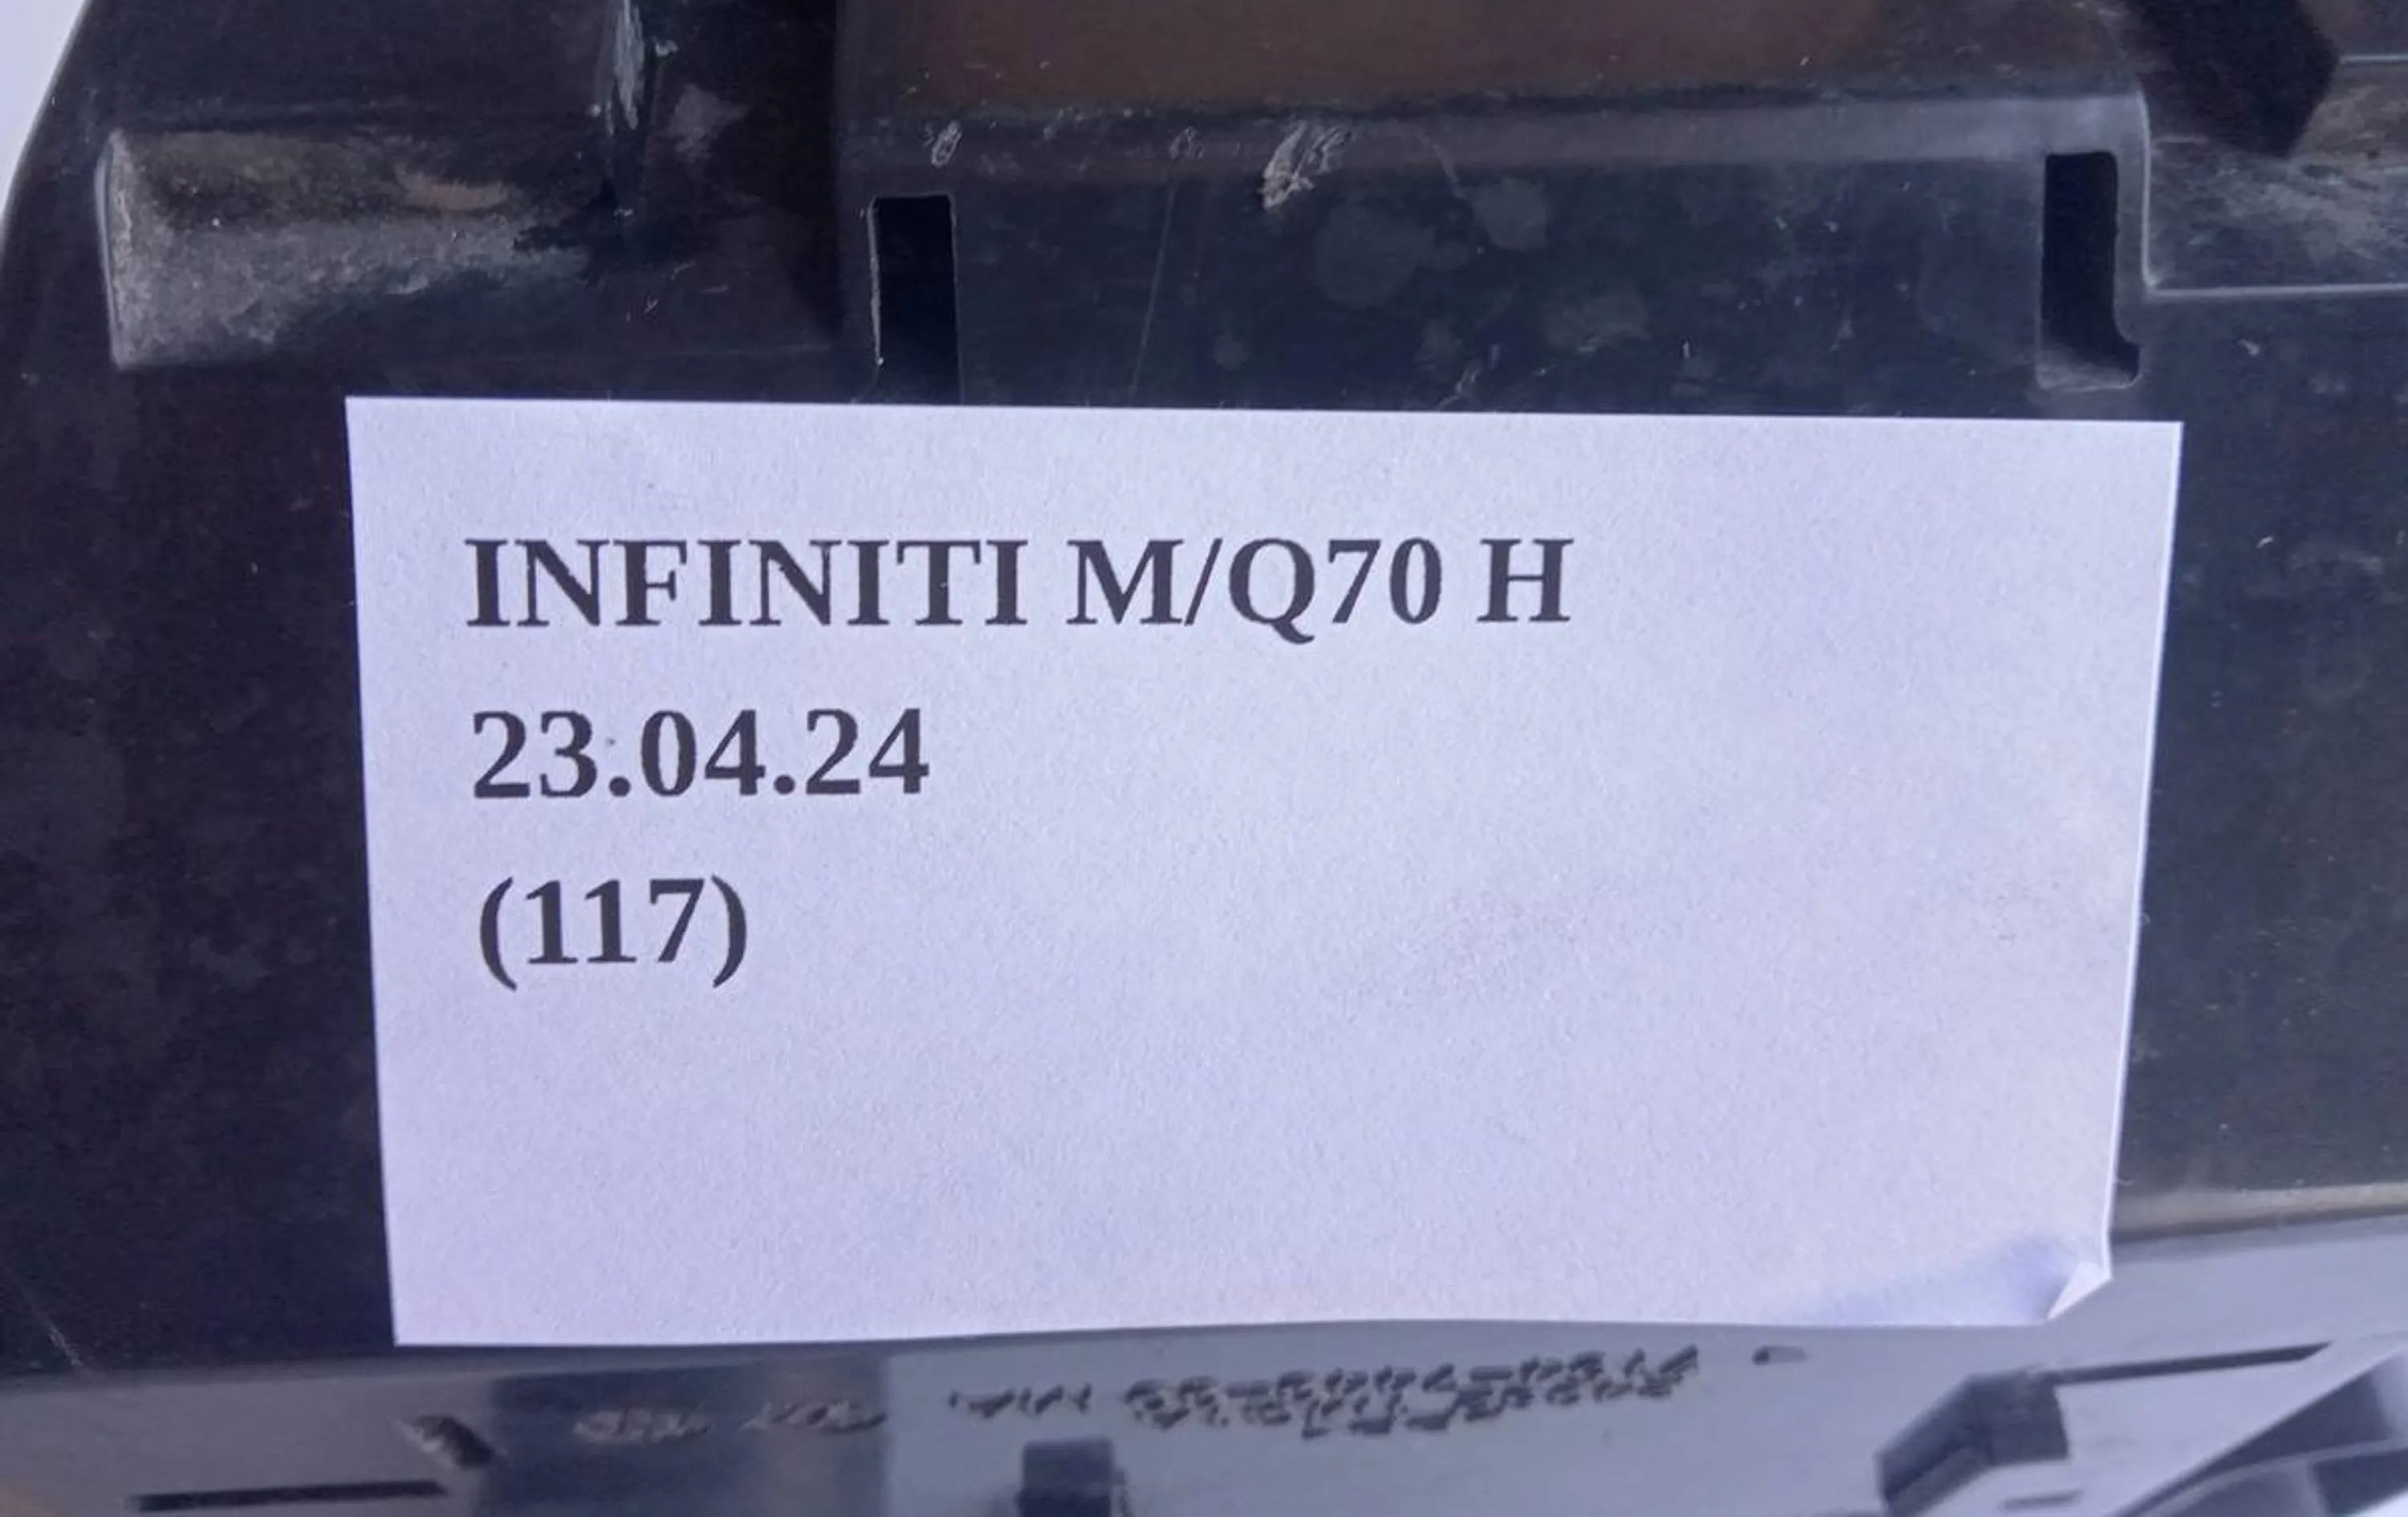 INFINITI M/Q70 H
23.04.24
(117)